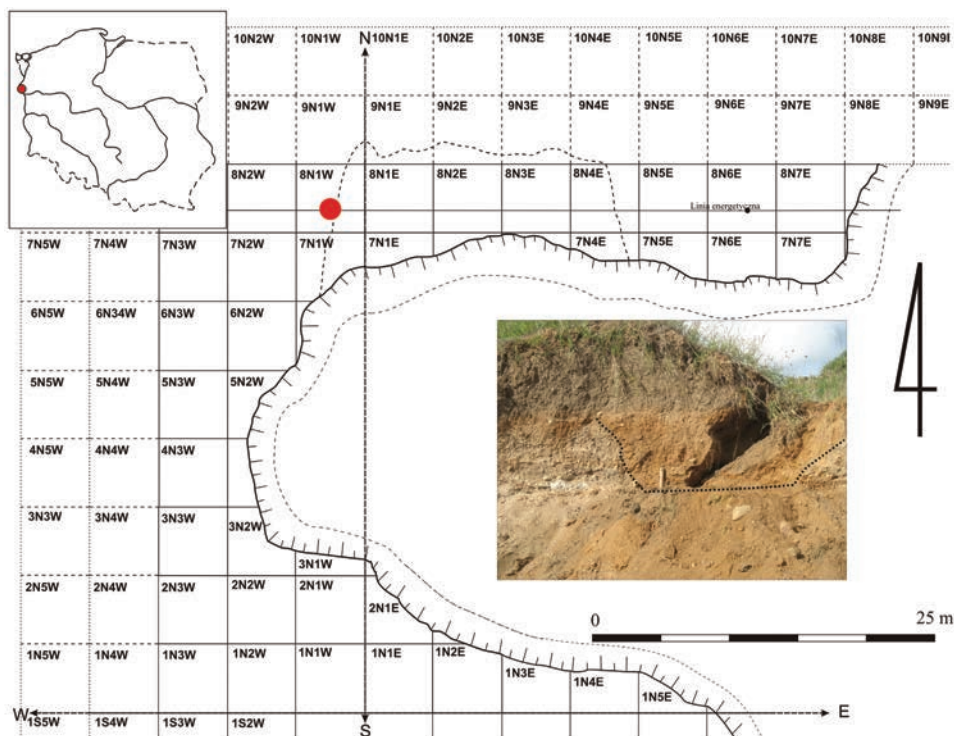 10N2W 10N1W N 10N1E 10N2E 10N3E 10N4E 10N5E 10N6E 10N7E 10N8E 10N9E
9N2W 9N1W 9N1E 9N2E 9N3E 9N4E 9N5E 9N6E 9N7E 9N8E 9N9E
8N2W 8N1W 8N1E 8N2E 8N3E 8N4E 8N5E 8N6E 8N7E
Linia energetyczna
7N5W 7N4W 7N3W 7N2W 7N1W 7N1E 7N4E 7N5E 7N6E 7N7E
6N5W 6N34W 6N3W 6N2W
5N5W 5N4W 5N3W 5N2W
4N5W 4N4W 4N3W
3N3W 3N4W 3N3W 3N2W
3N1W
2N5W 2N4W 2N3W 2N2W 2N1W
2N1E
0 25 m
1N5W 1N4W 1N3W 1N2W 1N1W 1N1E 1N2E
1N3E
1N4E
1N5E
W E
1S5W 1S4W 1S3W 1S2W S